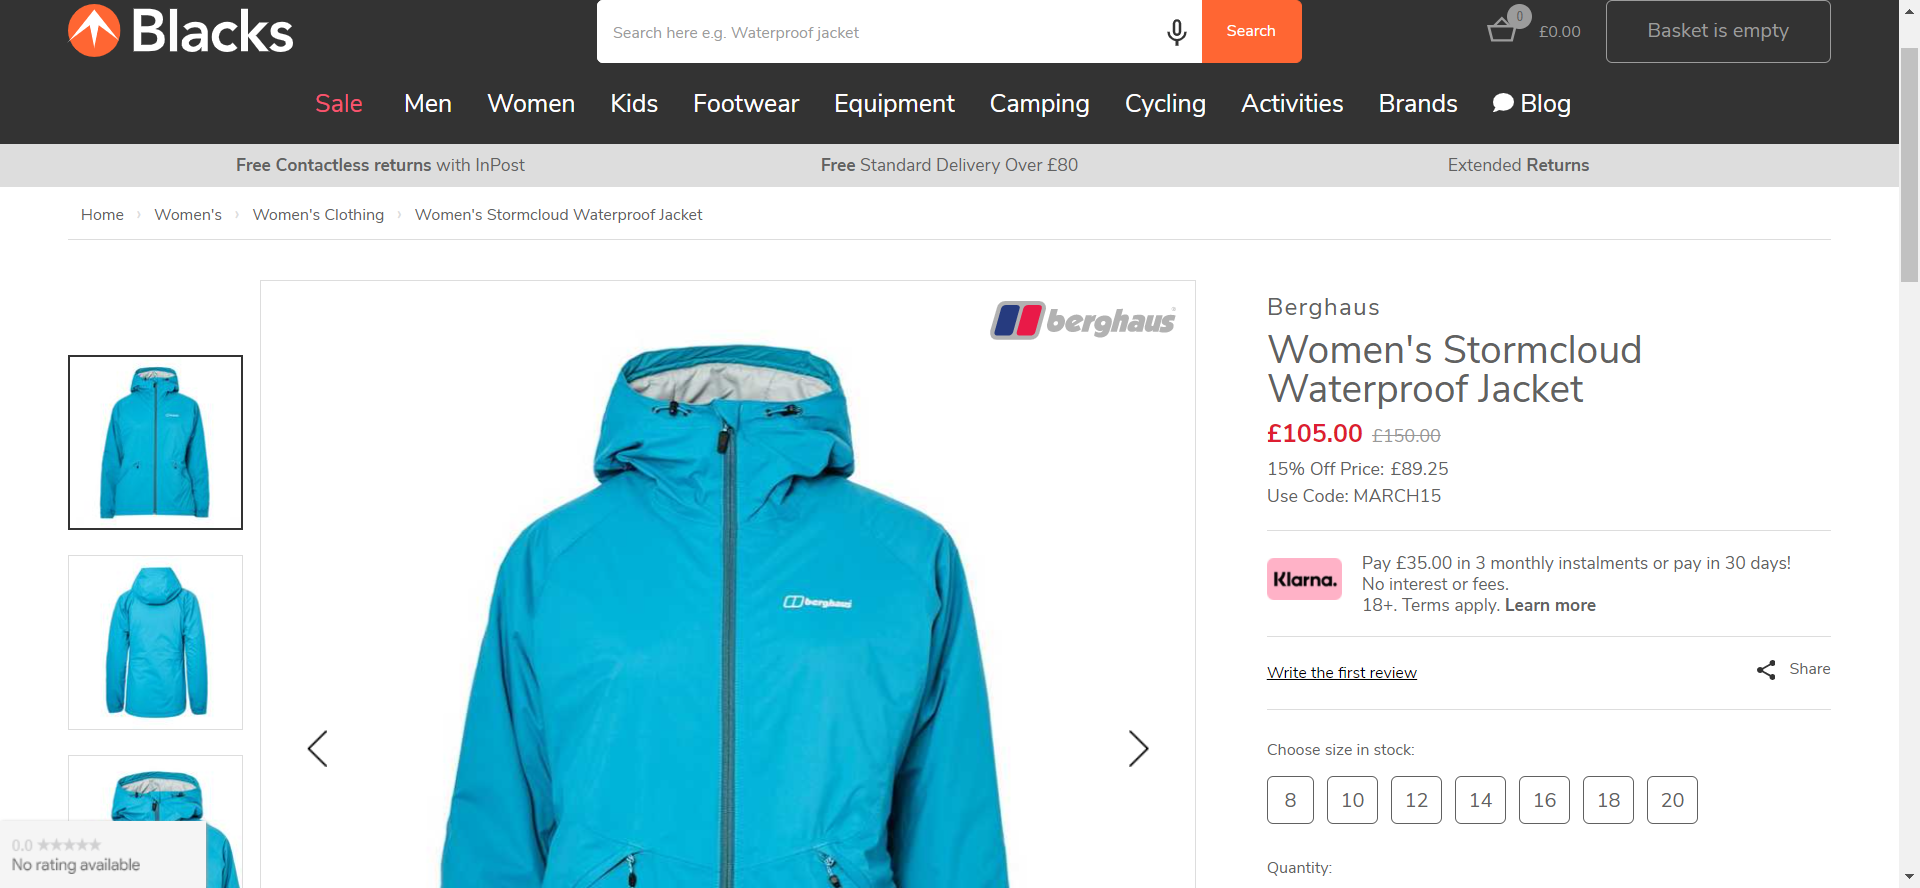 Blacks
Search here e.g. Waterproof jacket
Search
0
£0.00
Basket is empty
Sale
Men
Women
Kids
Footwear
Equipment
Camping
Cycling
Activities
Brands
Blog
Free Contactless returns with InPost
Free Standard Delivery Over £80
Extended Returns
Home › Women's › Women's Clothing › Women's Stormcloud Waterproof Jacket
berghaus
Berghaus
Women's Stormcloud
Waterproof Jacket
£105.00 £150.00
15% Off Price: £89.25
Use Code: MARCH15
Klarna.
Pay £35.00 in 3 monthly instalments or pay in 30 days!
No interest or fees.
18+. Terms apply. Learn more
berghaus
Write the first review
Share
Choose size in stock:
8
10
12
14
16
18
20
Quantity:
0.0 ★★★★★
No rating available